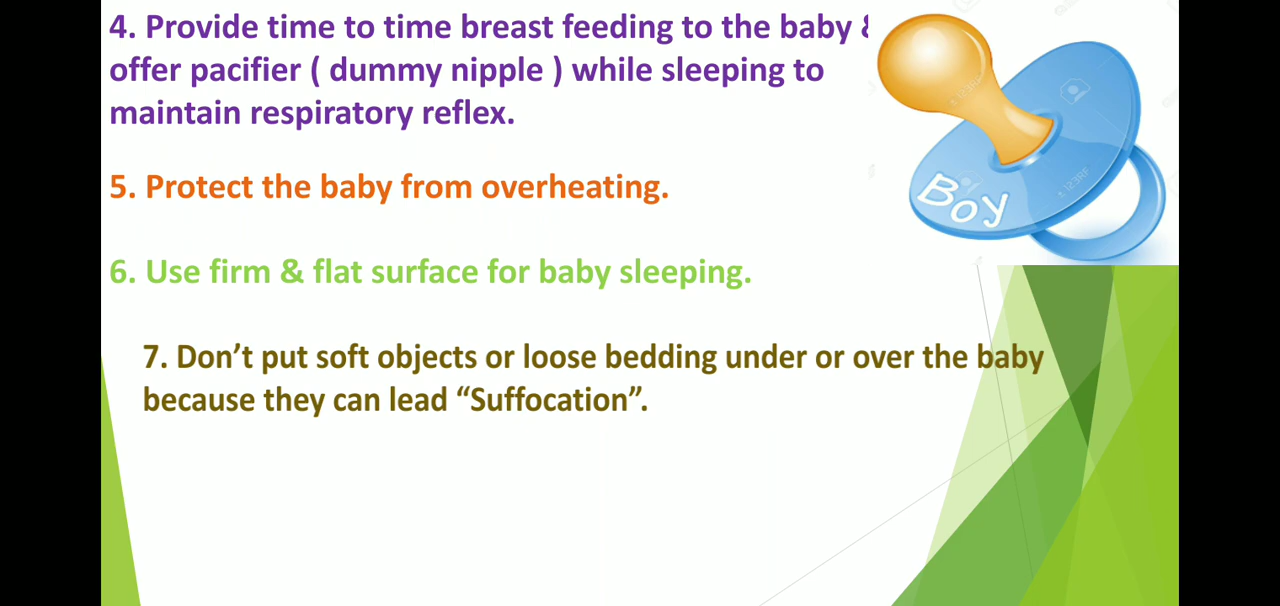 4. Provide time to time breast feeding to the baby &
offer pacifier ( dummy nipple ) while sleeping to
maintain respiratory reflex.
5. Protect the baby from overheating.
6. Use firm & flat surface for baby sleeping.
7. Don’t put soft objects or loose bedding under or over the baby
because they can lead “Suffocation”.
Boy
123RF
123RF